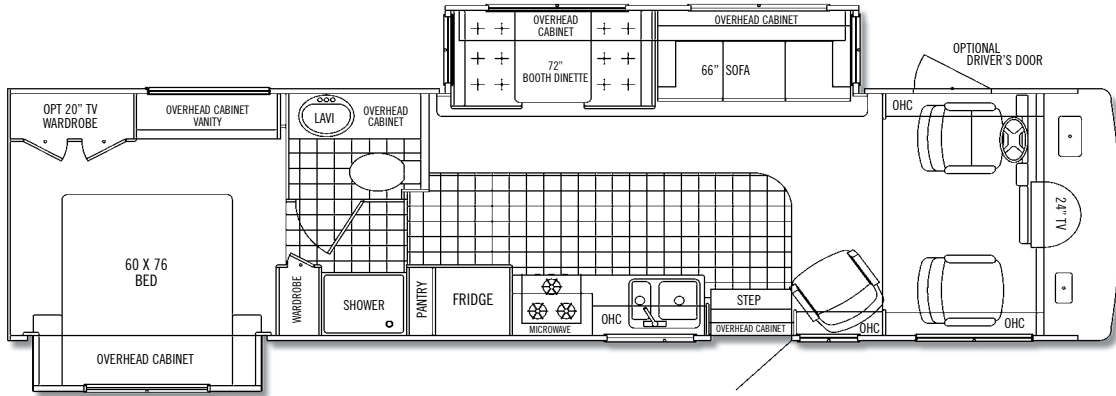 OVERHEAD
CABINET
OVERHEAD CABINET
72"
BOOTH DINETTE
66" SOFA
OPTIONAL
DRIVER'S DOOR
OPT 20" TV
WARDROBE
OVERHEAD CABINET
VANITY
LAVI
OVERHEAD
CABINET
OHC
24" TV
60 X 76
BED
WARDROBE
SHOWER
PANTRY
FRIDGE
MICROWAVE
OHC
STEP
OVERHEAD CABINET
OHC
OHC
OVERHEAD CABINET